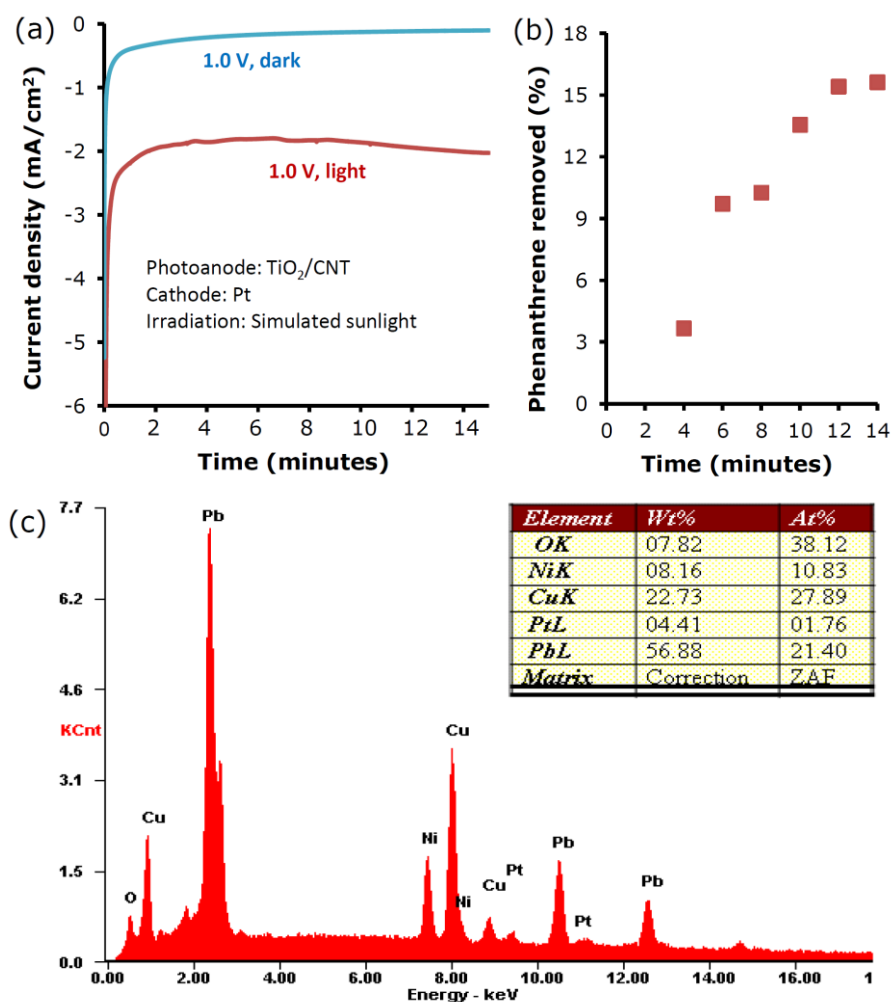 (a)
0
-1
-2
-3
-4
-5
-6
Current density (mA/cm²)
1.0 V, dark
1.0 V, light
Photoanode: TiO₂/CNT
Cathode: Pt
Irradiation: Simulated sunlight
0 2 4 6 8 10 12 14
Time (minutes)
(b)
18
15
12
9
6
3
0
Phenanthrene removed (%)
0 2 4 6 8 10 12 14
Time (minutes)
(c)
7.7
6.2
4.6
KCnt
3.1
1.5
0.0
O
Cu
Pb
Ni
Cu
Ni
Cu
Pt
Pb
Pt
Pb
0.00 2.00 4.00 6.00 8.00 10.00 12.00 14.00 16.00 1
Energy - keV
Element Wt% At%
OK 07.82 38.12
NiK 08.16 10.83
CuK 22.73 27.89
PtL 04.41 01.76
PbL 56.88 21.40
Matrix Correction ZAF